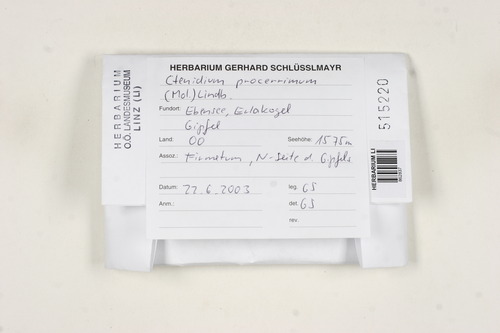 HERBARIUM GERHARD SCHLÜSSLMAYR
Ctenidium procerrimum
(Mol.) Lindb.
Fundort: Ebensee, Erlakogel
Gipfel
Land: OÖ Seehöhe: 1575m
Assoz.: Firmetum, N-Seite d. Gipfels
Datum: 22.6.2003 leg. GS
Anm.: det. GS
rev.
HERBARIUM
O.Ö. LANDESMUSEUM
LINZ (LI)
515220
HERBARIUM LI